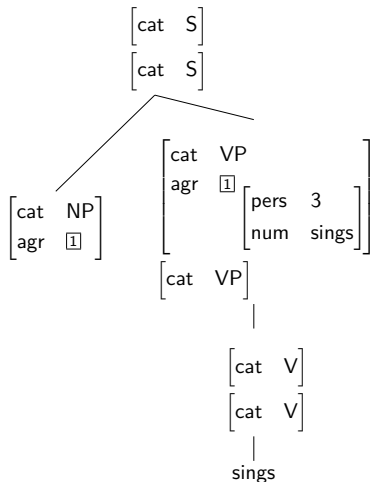 cat S
cat S
cat VP
agr 1
pers 3
num sings
cat NP
agr 1
cat VP
cat V
cat V
sings